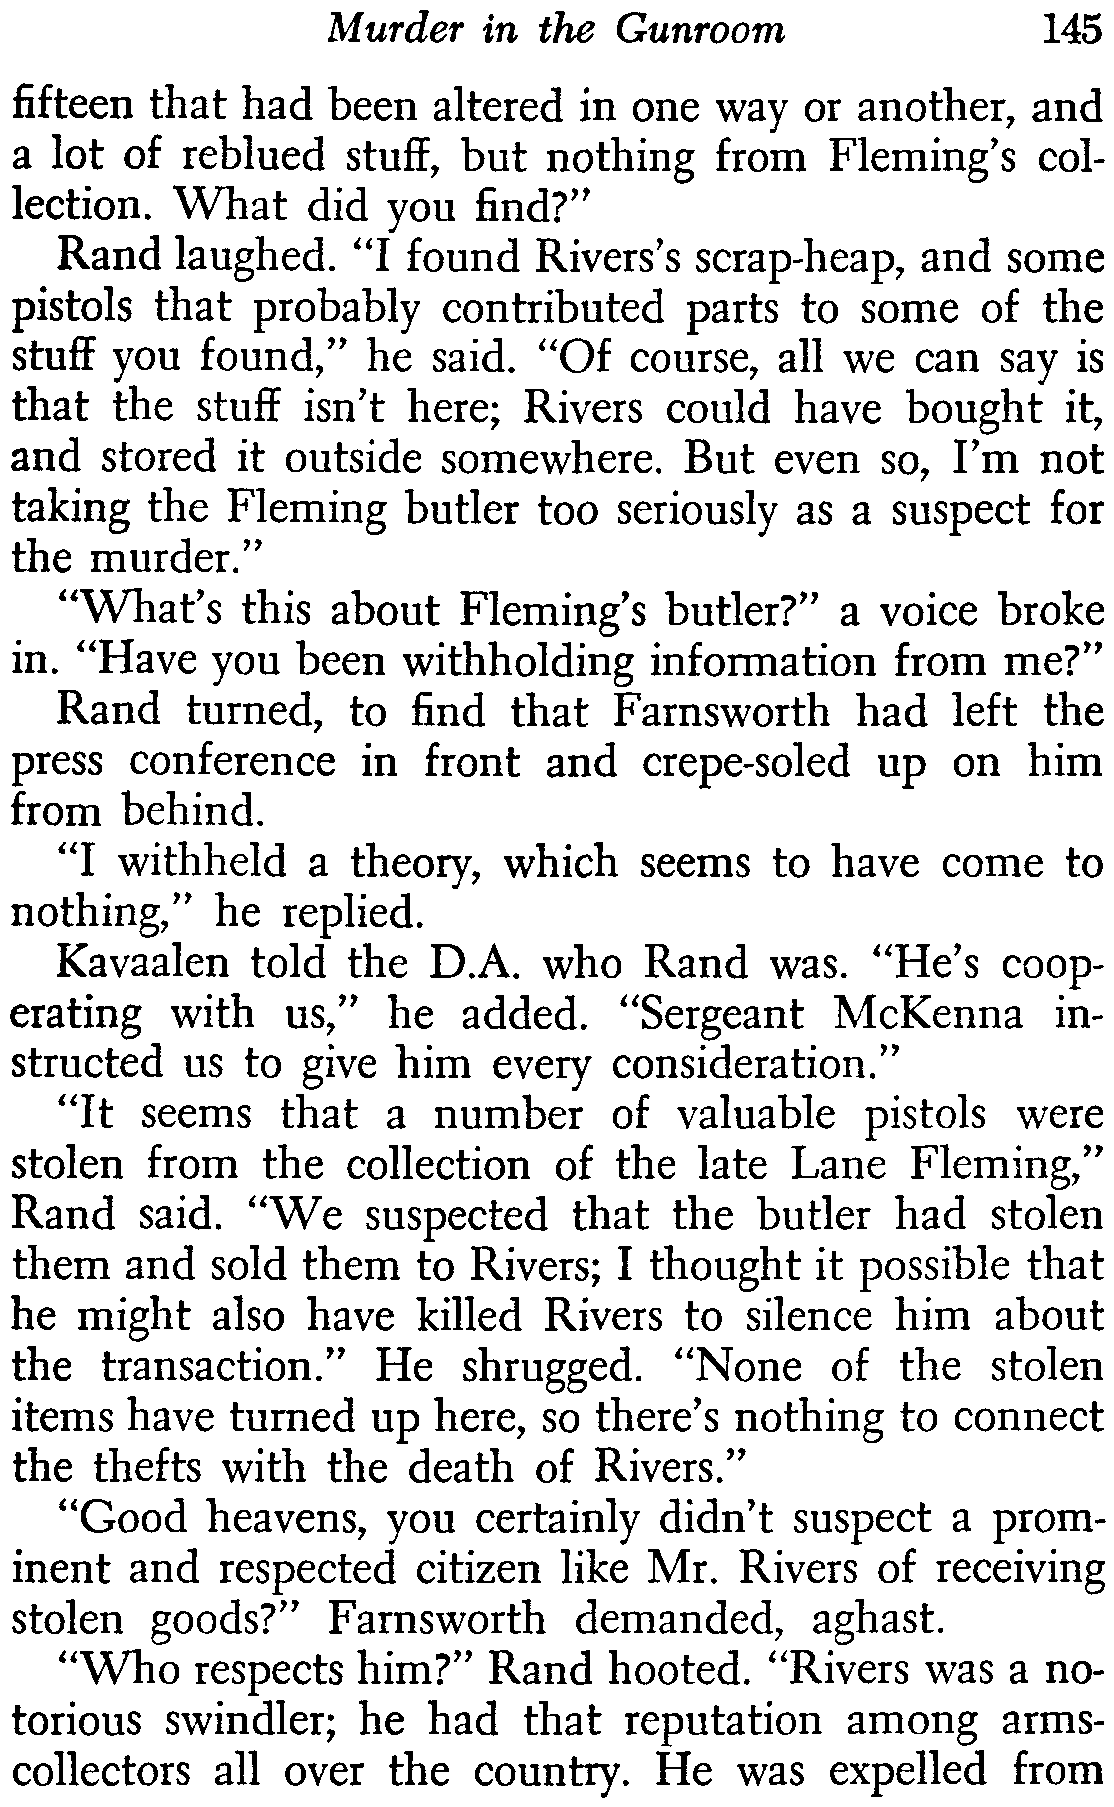 Murder in the Gunroom 145
fifteen that had been altered in one way or another, and
a lot of reblued stuff, but nothing from Fleming's col-
lection. What did you find?"
Rand laughed. "I found Rivers's scrap-heap, and some
pistols that probably contributed parts to some of the
stuff you found," he said. "Of course, all we can say is
that the stuff isn't here; Rivers could have bought it,
and stored it outside somewhere. But even so, I'm not
taking the Fleming butler too seriously as a suspect for
the murder."
"What's this about Fleming's butler?" a voice broke
in. "Have you been withholding information from me?"
Rand turned, to find that Farnsworth had left the
press conference in front and crepe-soled up on him
from behind.
"I withheld a theory, which seems to have come to
nothing," he replied.
Kavaalen told the D.A. who Rand was. "He's coop-
erating with us," he added. "Sergeant McKenna in-
structed us to give him every consideration."
"It seems that a number of valuable pistols were
stolen from the collection of the late Lane Fleming,"
Rand said. "We suspected that the butler had stolen
them and sold them to Rivers; I thought it possible that
he might also have killed Rivers to silence him about
the transaction." He shrugged. "None of the stolen
items have turned up here, so there's nothing to connect
the thefts with the death of Rivers."
"Good heavens, you certainly didn't suspect a prom-
inent and respected citizen like Mr. Rivers of receiving
stolen goods?" Farnsworth demanded, aghast.
"Who respects him?" Rand hooted. "Rivers was a no-
torious swindler; he had that reputation among arms-
collectors all over the country. He was expelled from